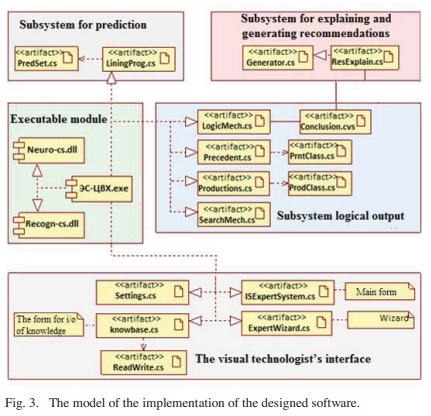 Subsystem for prediction
<<artifact>>
PredSet.cs
<<artifact>>
LiningProg.cs
Subsystem for explaining and
generating recommendations
<<artifact>>
Generator.cs
<<artifact>>
ResExplain.cs
Executable module
Neuro-cs.dll
ЭС-ЦВХ.exe
Recogn-cs.dll
<<artifact>>
LogicMech.cs
<<artifact>>
Conclusion.cvs
<<artifact>>
Precedent.cs
<<artifact>>
PrntClass.cs
<<artifact>>
Productions.cs
<<artifact>>
ProdClass.cs
<<artifact>>
SearchMech.cs
Subsystem logical output
<<artifact>>
Settings.cs
<<artifact>>
ISExpertSystem.cs
Main form
The form for i/o
of knowledge
<<artifact>>
knowbase.cs
<<artifact>>
ExpertWizard.cs
Wizard
<<artifact>>
ReadWrite.cs
The visual technologist's interface
Fig. 3. The model of the implementation of the designed software.